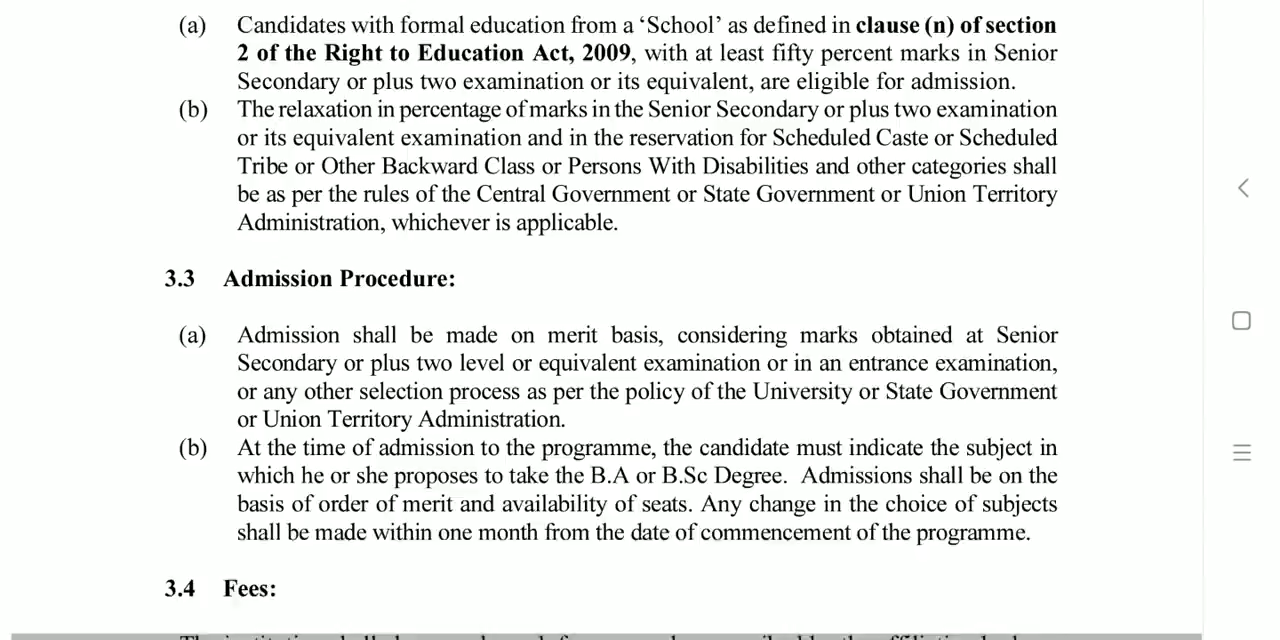 (a) Candidates with formal education from a ‘School’ as defined in clause (n) of section
2 of the Right to Education Act, 2009, with at least fifty percent marks in Senior
Secondary or plus two examination or its equivalent, are eligible for admission.
(b) The relaxation in percentage of marks in the Senior Secondary or plus two examination
or its equivalent examination and in the reservation for Scheduled Caste or Scheduled
Tribe or Other Backward Class or Persons With Disabilities and other categories shall
be as per the rules of the Central Government or State Government or Union Territory
Administration, whichever is applicable.
3.3 Admission Procedure:
(a) Admission shall be made on merit basis, considering marks obtained at Senior
Secondary or plus two level or equivalent examination or in an entrance examination,
or any other selection process as per the policy of the University or State Government
or Union Territory Administration.
(b) At the time of admission to the programme, the candidate must indicate the subject in
which he or she proposes to take the B.A or B.Sc Degree. Admissions shall be on the
basis of order of merit and availability of seats. Any change in the choice of subjects
shall be made within one month from the date of commencement of the programme.
3.4 Fees: